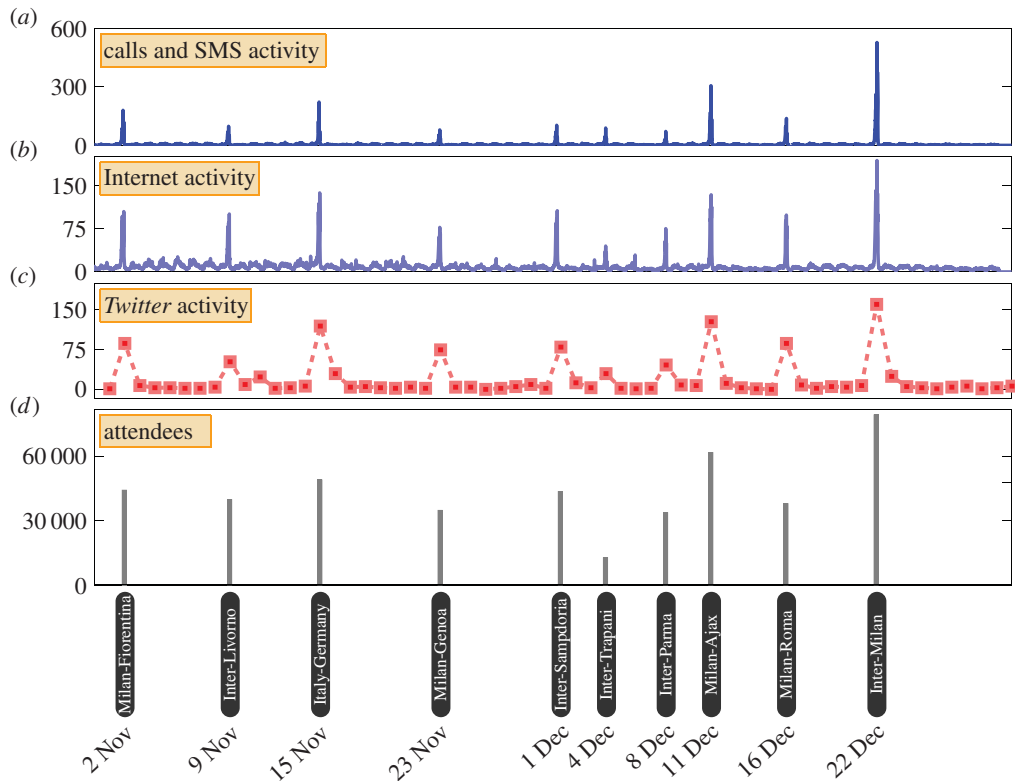 (a)
600
300
0
calls and SMS activity
(b)
150
75
0
Internet activity
(c)
150
75
0
Twitter activity
(d)
60 000
30 000
0
attendees
Milan-Fiorentina
Inter-Livorno
Italy-Germany
Milan-Genoa
Inter-Sampdoria
Inter-Trapani
Inter-Parma
Milan-Ajax
Milan-Roma
Inter-Milan
2 Nov
9 Nov
15 Nov
23 Nov
1 Dec
4 Dec
8 Dec
11 Dec
16 Dec
22 Dec